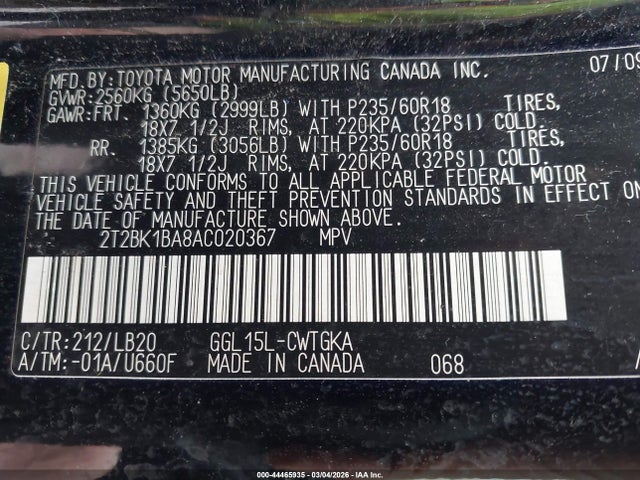 MFD.BY:TOYOTA MOTOR MANUFACTURING CANADA INC. 07/09
GVWR:2560KG (5650LB)
GAWR:FRT. 1360KG (2999LB) WITH P235/60R18 TIRES,
18X7 1/2J RIMS, AT 220KPA (32PSI) COLD.
RR. 1385KG (3056LB) WITH P235/60R18 TIRES,
18X7 1/2J RIMS, AT 220KPA (32PSI) COLD.
THIS VEHICLE CONFORMS TO ALL APPLICABLE FEDERAL MOTOR
VEHICLE SAFETY AND THEFT PREVENTION STANDARDS IN EFFECT ON
THE DATE OF MANUFACTURE SHOWN ABOVE.
2T2BK1BA8AC020367 MPV
C/TR:212/LB20 GGL15L-CWTGKA
A/TM:-01A/U660F MADE IN CANADA 068
000-44465935 - 03/04/2026 - IAA Inc.